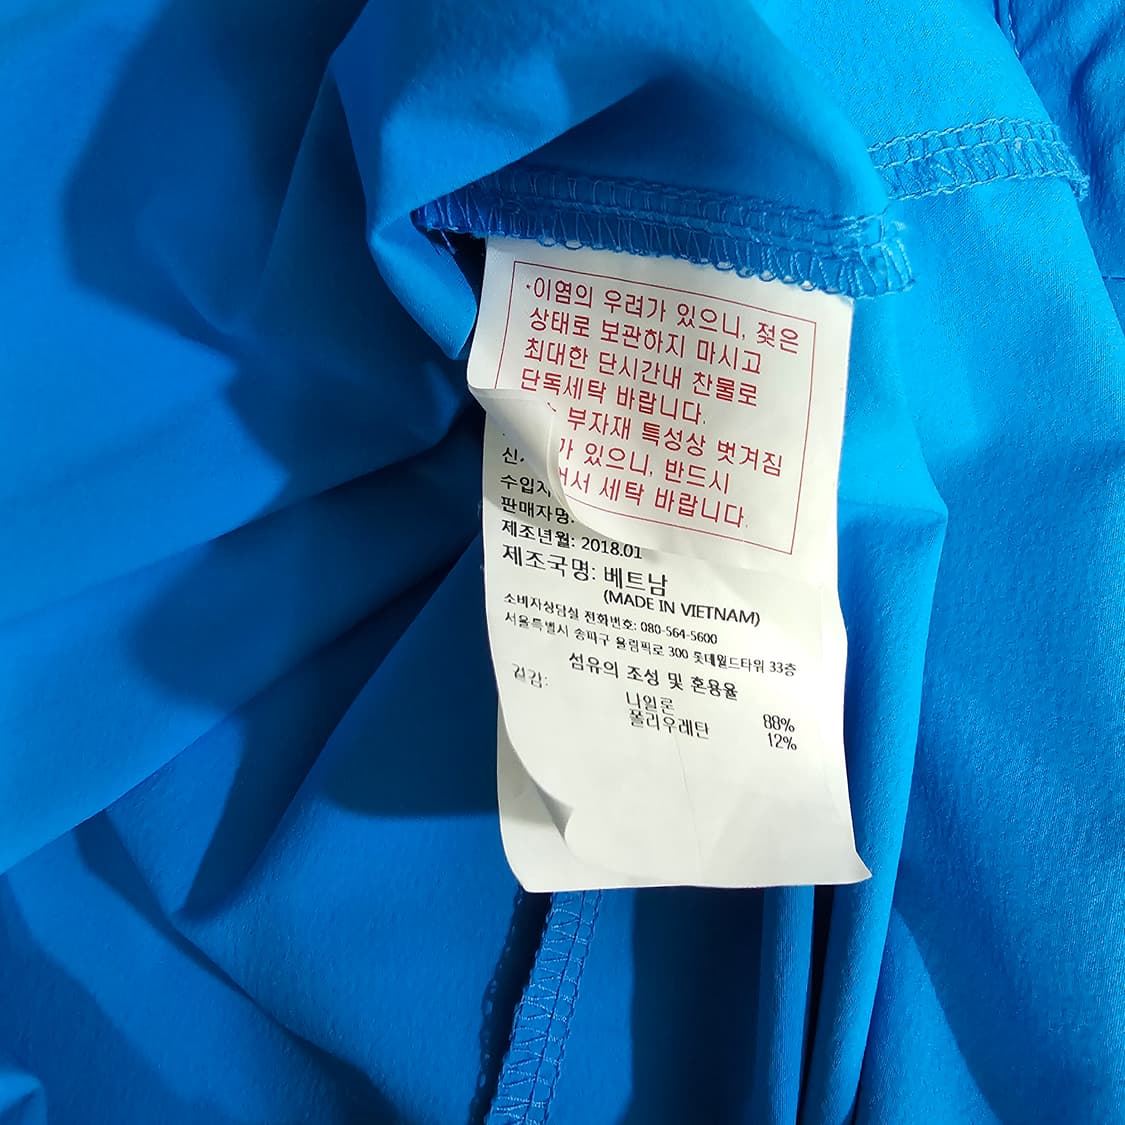 ·이염의 우려가 있으니, 젖은
상태로 보관하지 마시고
최대한 단시간내 찬물로
단독세탁 바랍니다.
부자재 특성상 벗겨짐
가 있으니, 반드시
서 세탁 바랍니다.
수입자
판매자명:
제조년월: 2018.01
제조국명: 베트남
(MADE IN VIETNAM)
소비자상담실 전화번호: 080-564-5600
서울특별시 송파구 올림픽로 300 롯데월드타워 33층
섬유의 조성 및 혼용율
겉감:
나일론 88%
폴리우레탄 12%